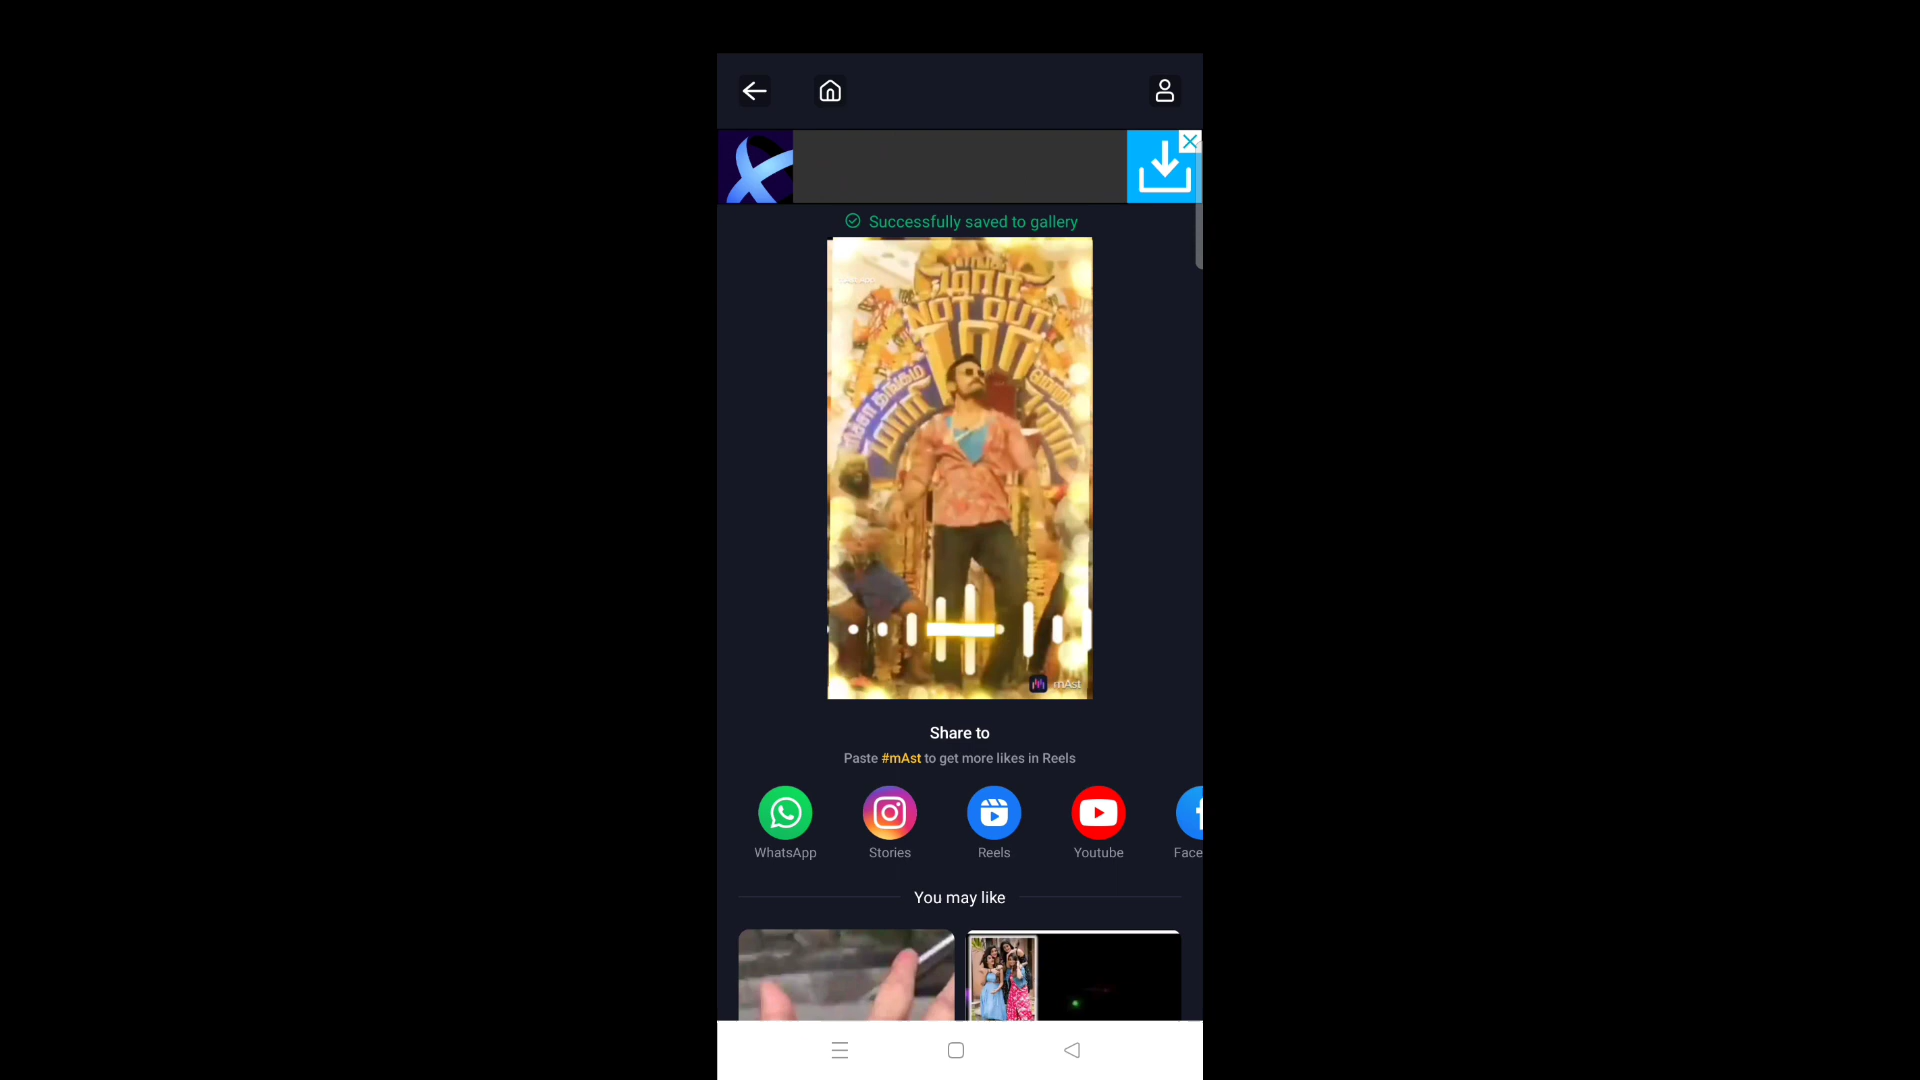 Successfully saved to gallery
மாரி
NOT OUT
100
மாரி
mAst
Share to
Paste #mAst to get more likes in Reels
WhatsApp
Stories
Reels
Youtube
Face
You may like